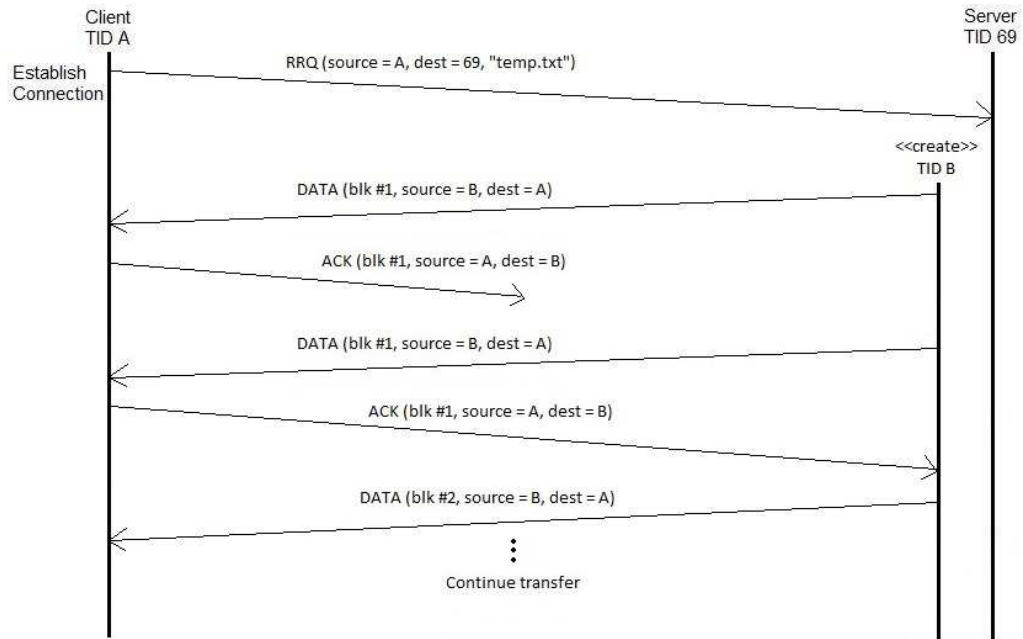 Client
TID A
Server
TID 69
Establish
Connection
RRQ (source = A, dest = 69, "temp.txt")
<<create>>
TID B
DATA (blk #1, source = B, dest = A)
ACK (blk #1, source = A, dest = B)
DATA (blk #1, source = B, dest = A)
ACK (blk #1, source = A, dest = B)
DATA (blk #2, source = B, dest = A)
Continue transfer